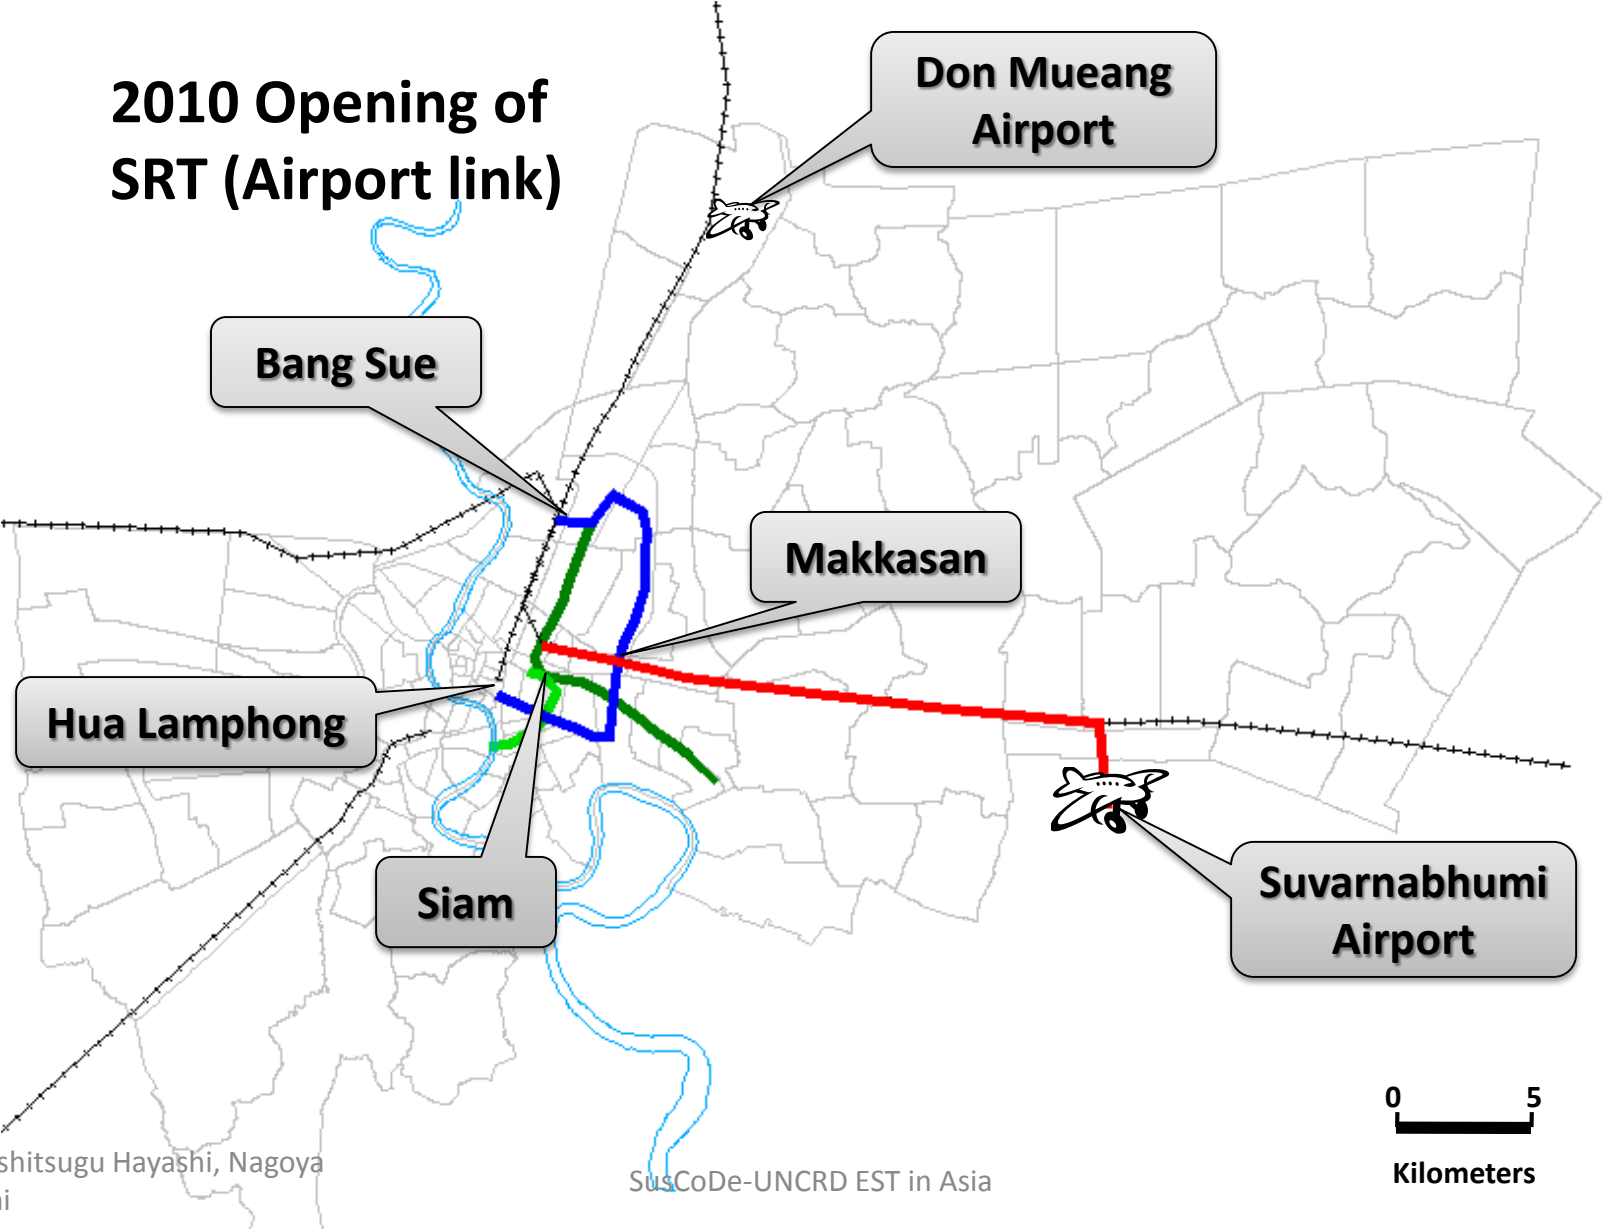 2010 Opening of
SRT (Airport link)
Don Mueang
Airport
Bang Sue
Makkasan
Hua Lamphong
Siam
Suvarnabhumi
Airport
0 5
Kilometers
shitsugu Hayashi, Nagoya
ni
SusCoDe-UNCRD EST in Asia